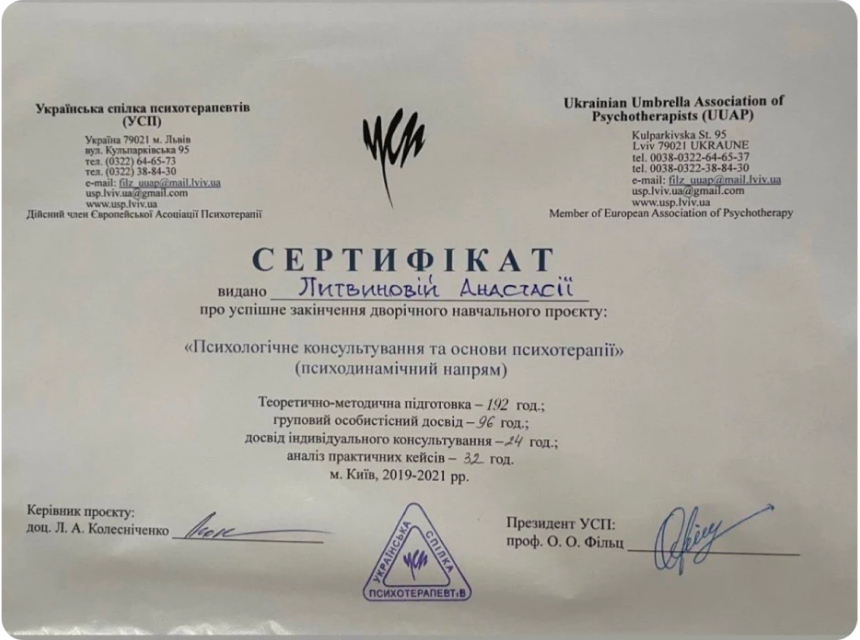 Українська спілка психотерапевтів
(УСП)
Україна 79021 м. Львів
вул. Кульпарківська 95
тел. (0322) 64-65-73
тел. (0322) 38-84-30
e-mail: filz_uuap@mail.lviv.ua
usp.lviv.ua@gmail.com
www.usp.lviv.ua
Дійсний член Європейської Асоціації Психотерапії
усп
Ukrainian Umbrella Association of
Psychotherapists (UUAP)
Kulparkivska St. 95
Lviv 79021 UKRAUNE
tel. 0038-0322-64-65-37
tel. 0038-0322-38-84-30
e-mail: filz_uuap@mail.lviv.ua
usp.lviv.ua@gmail.com
www.usp.lviv.ua
Member of European Association of Psychotherapy
СЕРТИФІКАТ
видано Литвиновій Анастасії
про успішне закінчення дворічного навчального проєкту:
«Психологічне консультування та основи психотерапії»
(психодинамічний напрям)
Теоретично-методична підготовка – 192 год.;
груповий особистісний досвід – 96 год.;
досвід індивідуального консультування – 24 год.;
аналіз практичних кейсів – 32 год.
м. Київ, 2019-2021 рр.
Керівник проєкту:
доц. Л. А. Колесніченко
УКРАЇНСЬКА
СПІЛКА
усп
ПСИХОТЕРАПЕВТІВ
Президент УСП:
проф. О. О. Фільц